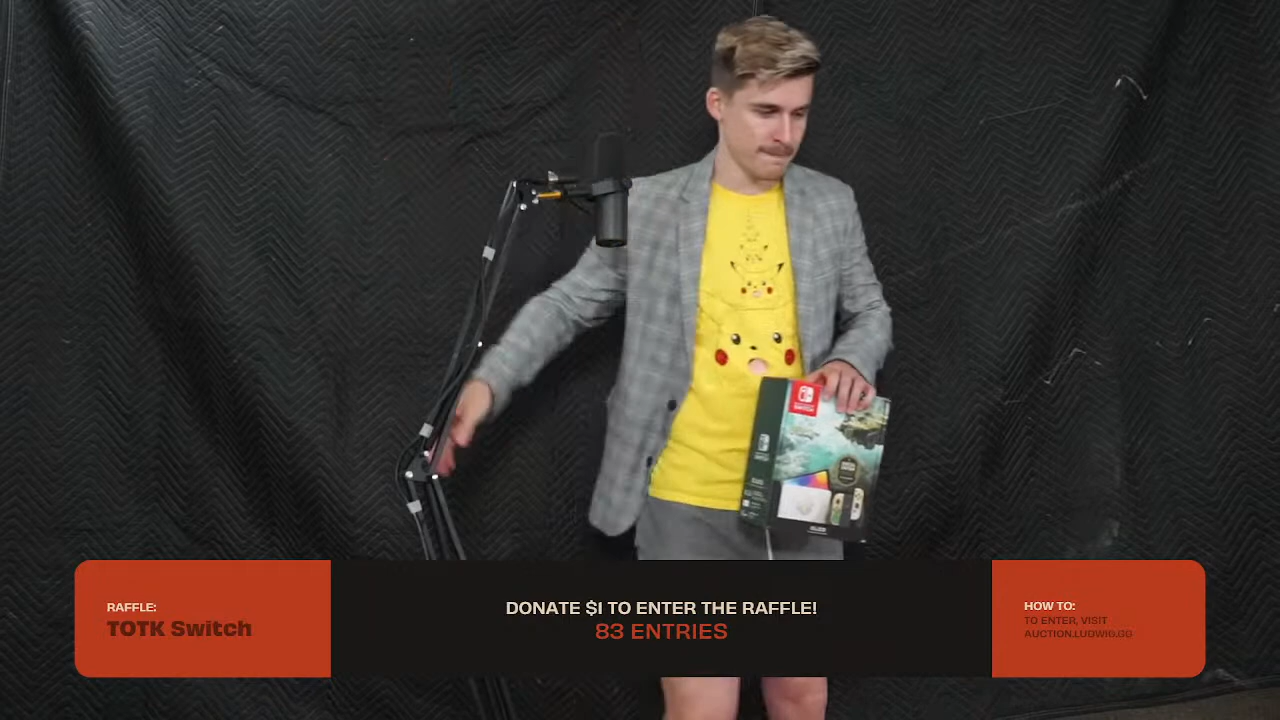 SWITCH
RAFFLE:
TOTK Switch
DONATE $1 TO ENTER THE RAFFLE!
83 ENTRIES
HOW TO:
TO ENTER, VISIT
AUCTION.LUDWIG.GG